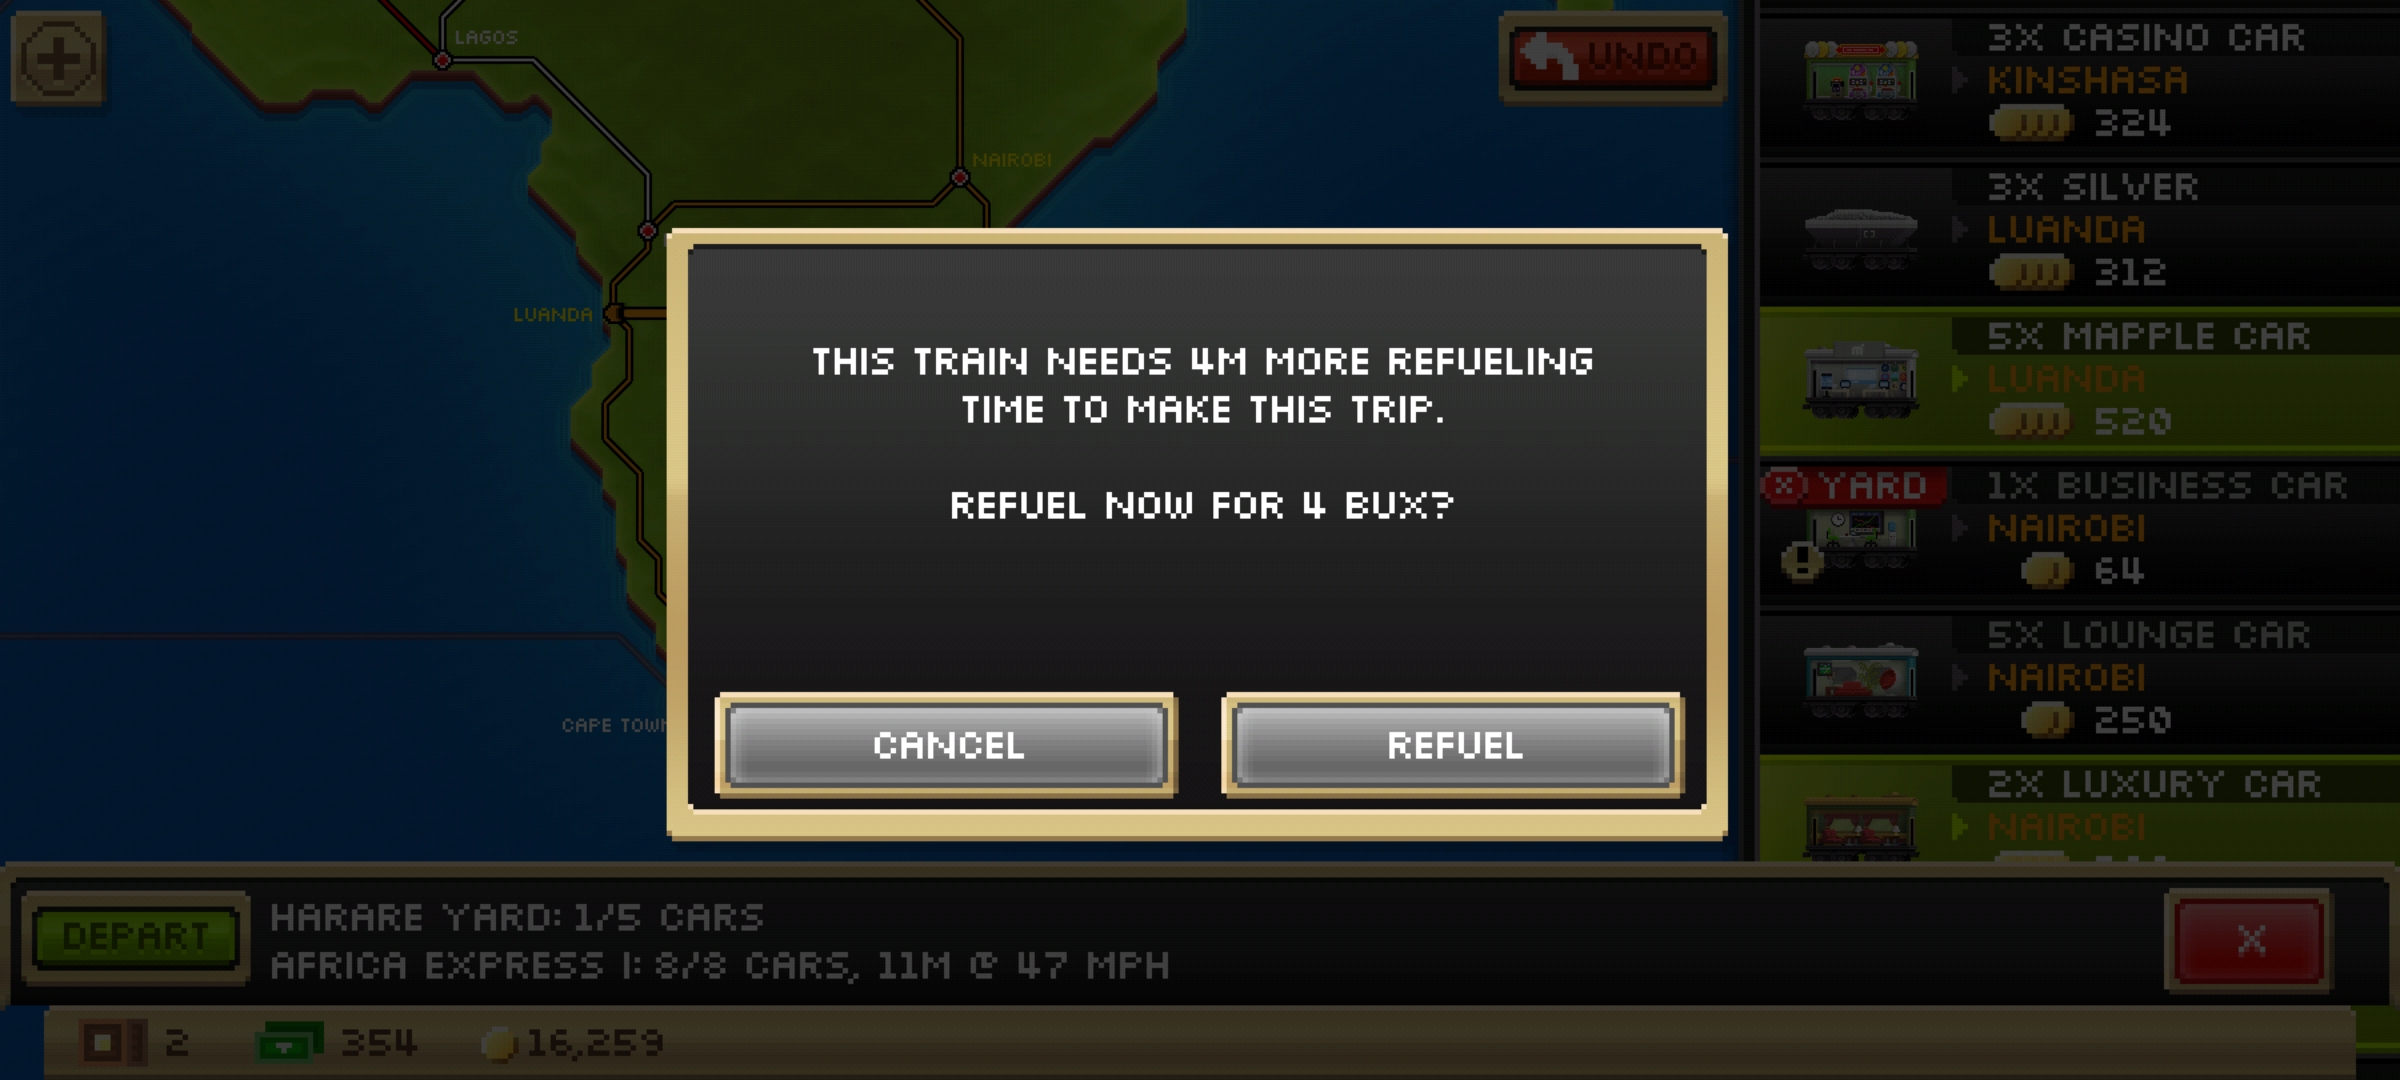 LAGOS
NAIROBI
LUANDA
CAPE TOWN
UNDO
3X CASINO CAR
KINSHASA
324
3X SILVER
LUANDA
312
5X MAPPLE CAR
LUANDA
520
YARD
1X BUSINESS CAR
NAIROBI
64
5X LOUNGE CAR
NAIROBI
250
2X LUXURY CAR
NAIROBI
THIS TRAIN NEEDS 4M MORE REFUELING
TIME TO MAKE THIS TRIP.
REFUEL NOW FOR 4 BUX?
CANCEL
REFUEL
DEPART
HARARE YARD: 1/5 CARS
AFRICA EXPRESS I: 8/8 CARS, 11M @ 47 MPH
X
2
354
16,259